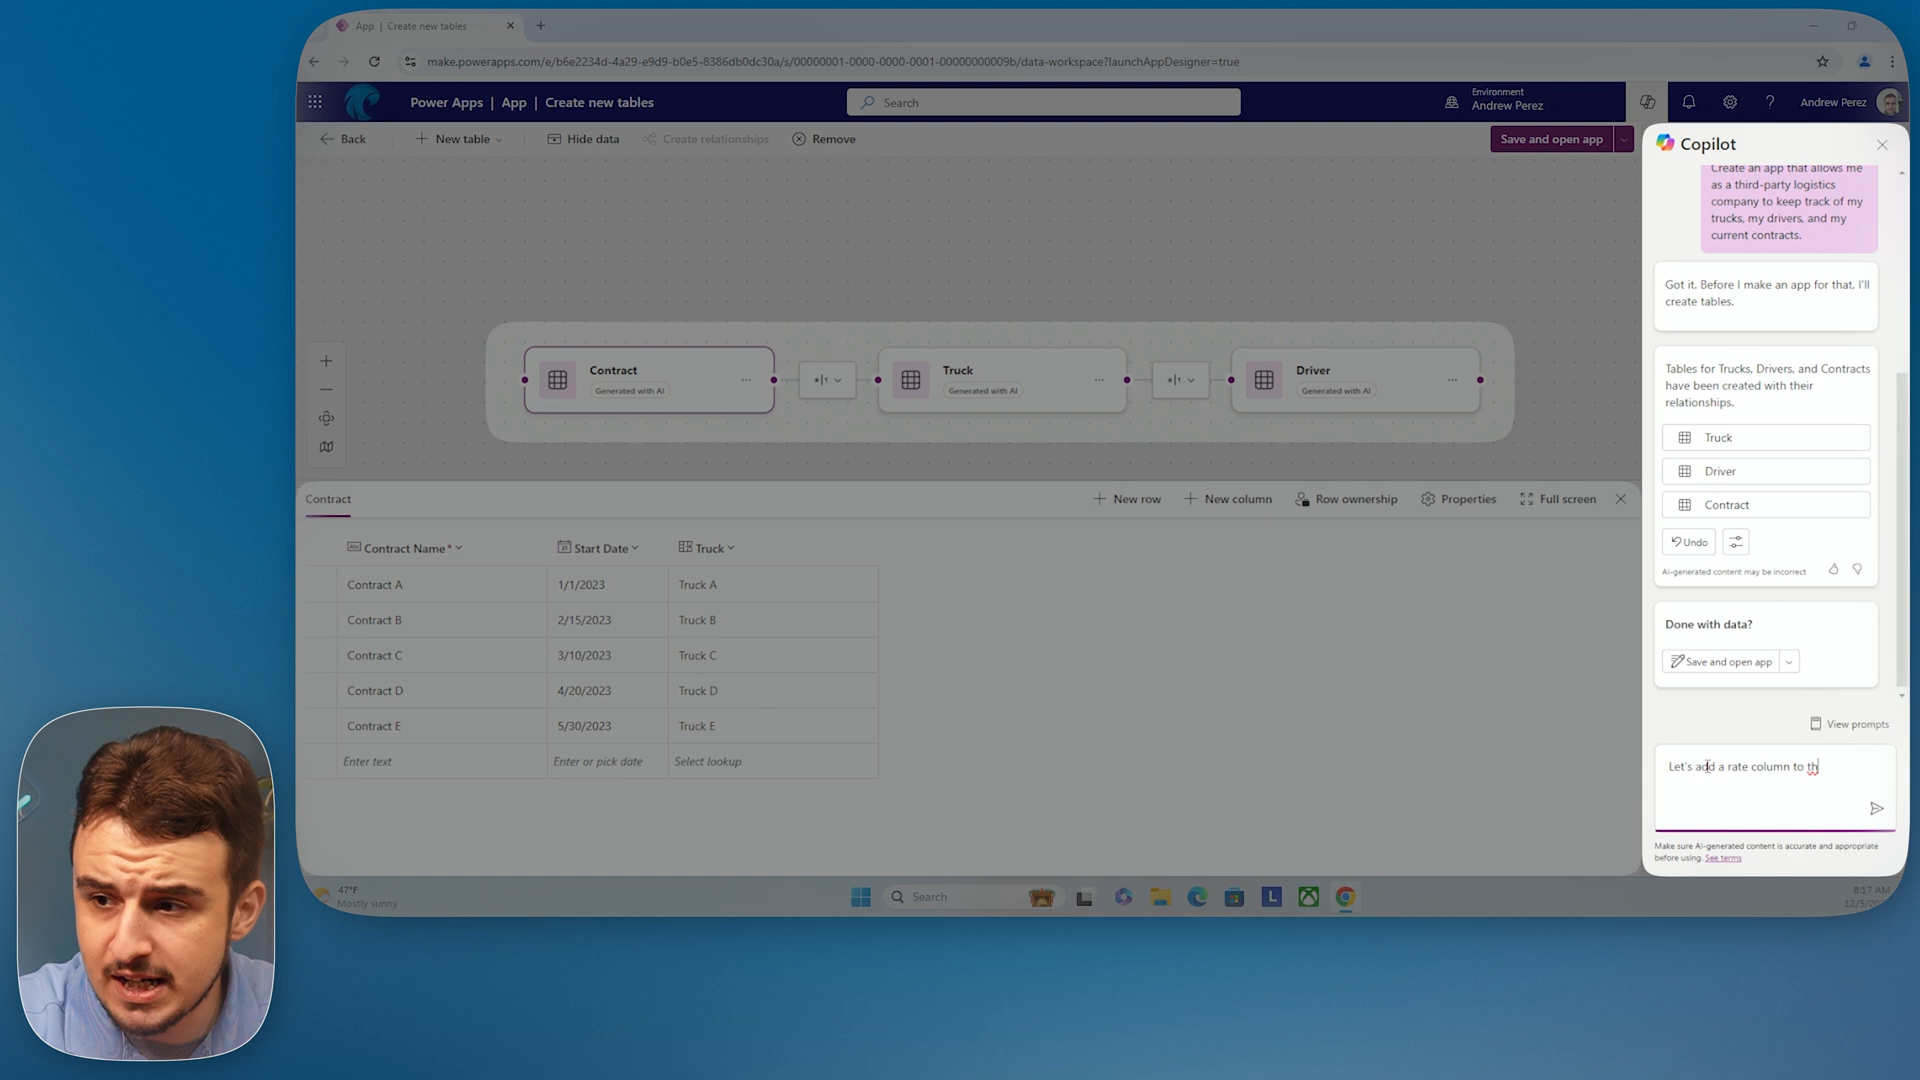 App | Create new tables
make.powerapps.com/e/b6e2234d-4a29-e9d9-b0e5-8386db0dc30a/s/00000001-0000-0000-0001-00000000009b/data-workspace?launchAppDesigner=true
Power Apps | App | Create new tables
Search
Environment
Andrew Perez
Andrew Perez
Back
New table
Hide data
Create relationships
Remove
Save and open app
Copilot
Create an app that allows me
as a third-party logistics
company to keep track of my
trucks, my drivers, and my
current contracts.
Got it. Before I make an app for that, I'll
create tables.
Contract
Generated with AI
Truck
Generated with AI
Driver
Generated with AI
Tables for Trucks, Drivers, and Contracts
have been created with their
relationships.
Truck
Driver
Contract
Undo
AI-generated content may be incorrect
Done with data?
Save and open app
View prompts
Let's add a rate column to th
Make sure AI-generated content is accurate and appropriate
before using. See terms
Contract
New row
New column
Row ownership
Properties
Full screen
Contract Name* Start Date Truck
Contract A 1/1/2023 Truck A
Contract B 2/15/2023 Truck B
Contract C 3/10/2023 Truck C
Contract D 4/20/2023 Truck D
Contract E 5/30/2023 Truck E
Enter text Enter or pick date Select lookup
47°F
Mostly sunny
Search
8:17 AM